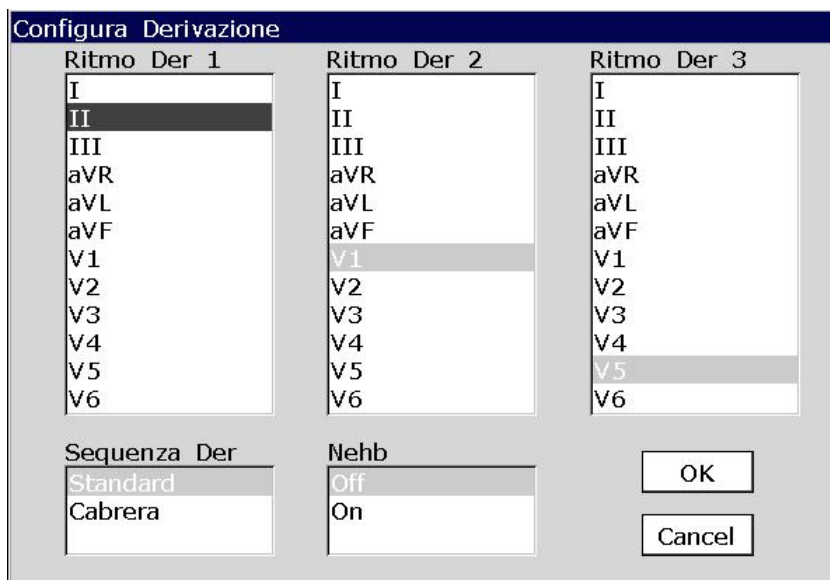 Configura Derivazione
Ritmo Der 1
I
II
III
aVR
aVL
aVF
V1
V2
V3
V4
V5
V6
Ritmo Der 2
I
II
III
aVR
aVL
aVF
V1
V2
V3
V4
V5
V6
Ritmo Der 3
I
II
III
aVR
aVL
aVF
V1
V2
V3
V4
V5
V6
Sequenza Der
Standard
Cabrera
Nehb
Off
On
OK
Cancel